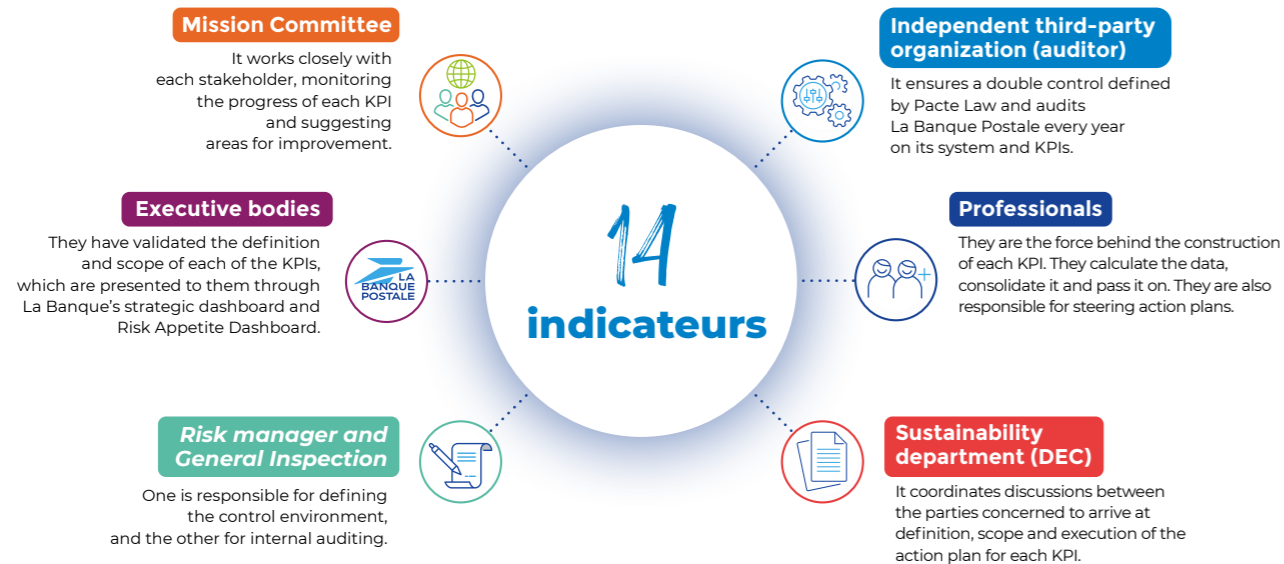 Mission Committee
It works closely with
each stakeholder, monitoring
the progress of each KPI
and suggesting
areas for improvement.
Independent third-party
organization (auditor)
It ensures a double control defined
by Pacte Law and audits
La Banque Postale every year
on its system and KPIs.
Executive bodies
They have validated the definition
and scope of each of the KPIs,
which are presented to them through
La Banque's strategic dashboard and
Risk Appetite Dashboard.
LA
BANQUE
POSTALE
14
indicateurs
Professionals
They are the force behind the construction
of each KPI. They calculate the data,
consolidate it and pass it on. They are also
responsible for steering action plans.
Risk manager and
General Inspection
One is responsible for defining
the control environment,
and the other for internal auditing.
Sustainability
department (DEC)
It coordinates discussions between
the parties concerned to arrive at
definition, scope and execution of the
action plan for each KPI.